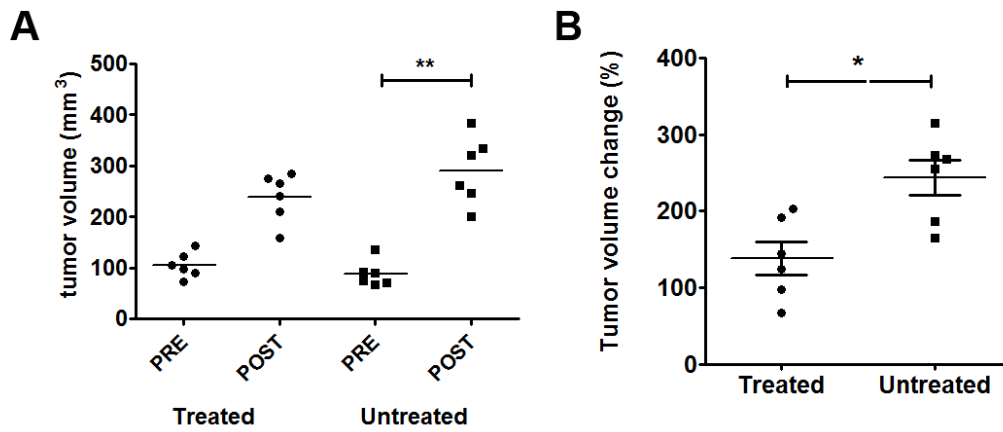 A
tumor volume (mm3)
500
400
300
200
100
0
**
PRE
POST
PRE
POST
Treated
Untreated
B
Tumor volume change (%)
400
300
200
100
0
*
Treated
Untreated